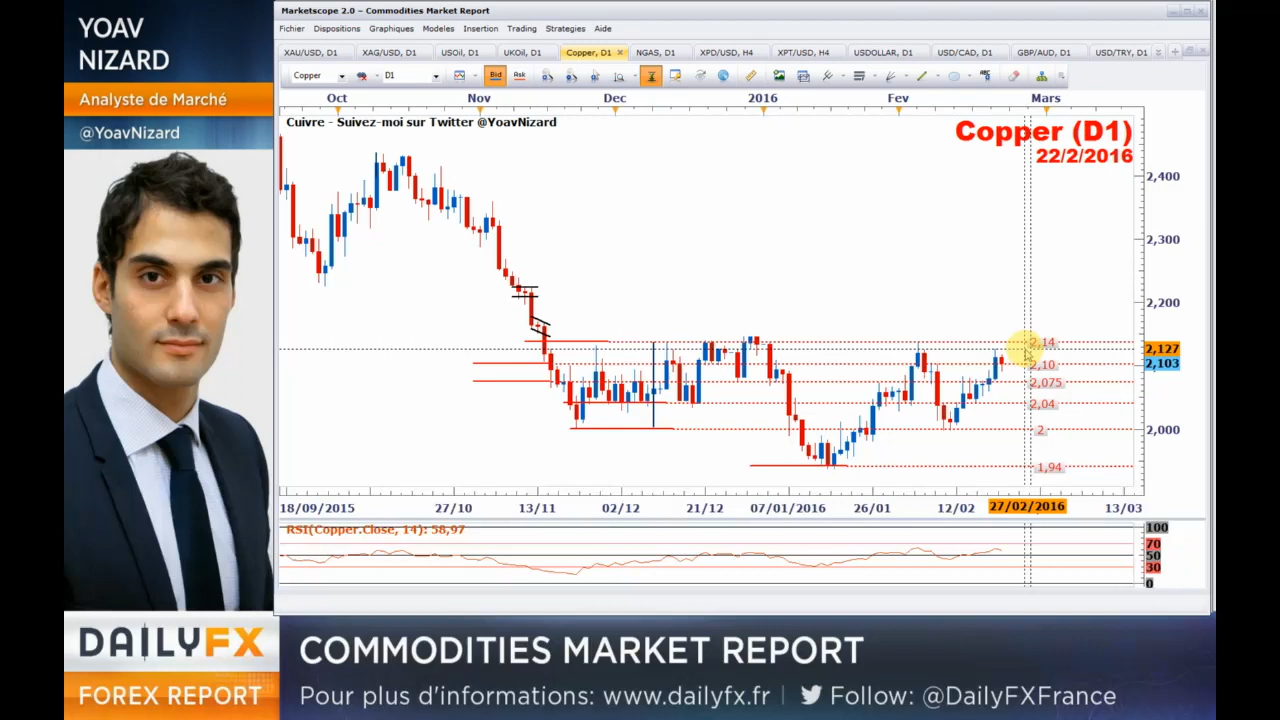 YOAV
NIZARD
Analyste de Marché
@YoavNizard
Marketscope 2.0 – Commodities Market Report
Fichier Dispositions Graphiques Modeles Insertion Trading Strategies Aide
XAU/USD, D1 XAG/USD, D1 USOil, D1 UKOil, D1 Copper, D1 NGAS, D1 XPD/USD, H4 XPT/USD, H4 USDOLLAR, D1 USD/CAD, D1 GBP/AUD, D1 USD/TRY, D1
Copper D1 Bid Ask
Oct Nov Dec 2016 Fev Mars
Cuivre - Suivez-moi sur Twitter @YoavNizard
Copper (D1)
22/2/2016
2,400
2,300
2,200
2,14
2,127
2,103
2,10
2,075
2,04
2
2,000
1,94
18/09/2015 27/10 13/11 02/12 21/12 07/01/2016 26/01 12/02 27/02/2016 13/03
RSI(Copper.Close, 14): 58,97
100
70
50
30
0
DAILYFX
FOREX REPORT
COMMODITIES MARKET REPORT
Pour plus d'informations: www.dailyfx.fr | Follow: @DailyFXFrance